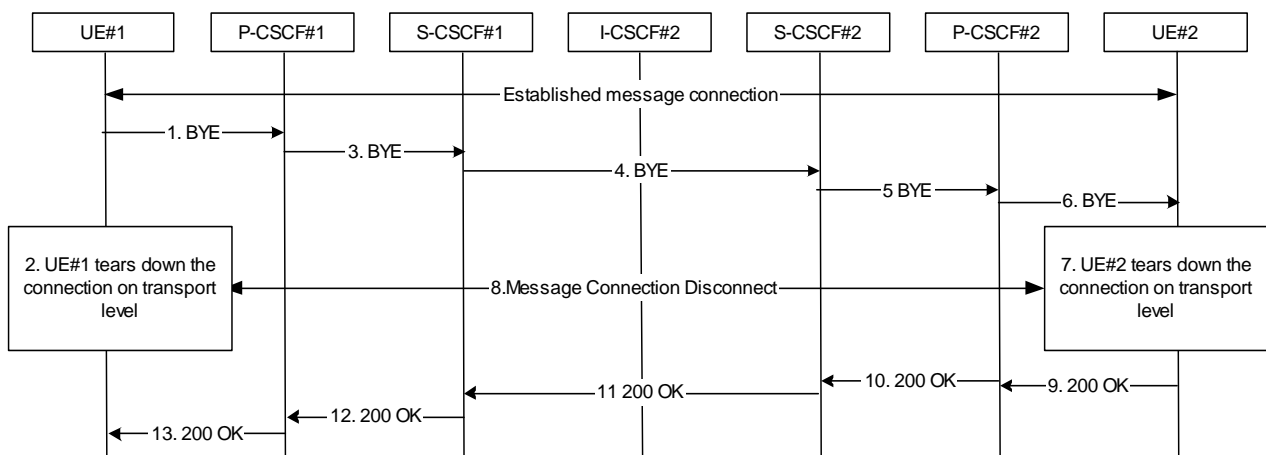 UE#1
P-CSCF#1
S-CSCF#1
I-CSCF#2
S-CSCF#2
P-CSCF#2
UE#2
Established message connection
1. BYE
3. BYE
4. BYE
5 BYE
6. BYE
2. UE#1 tears down the
connection on transport
level
8.Message Connection Disconnect
7. UE#2 tears down the
connection on transport
level
9. 200 OK
10. 200 OK
11 200 OK
12. 200 OK
13. 200 OK